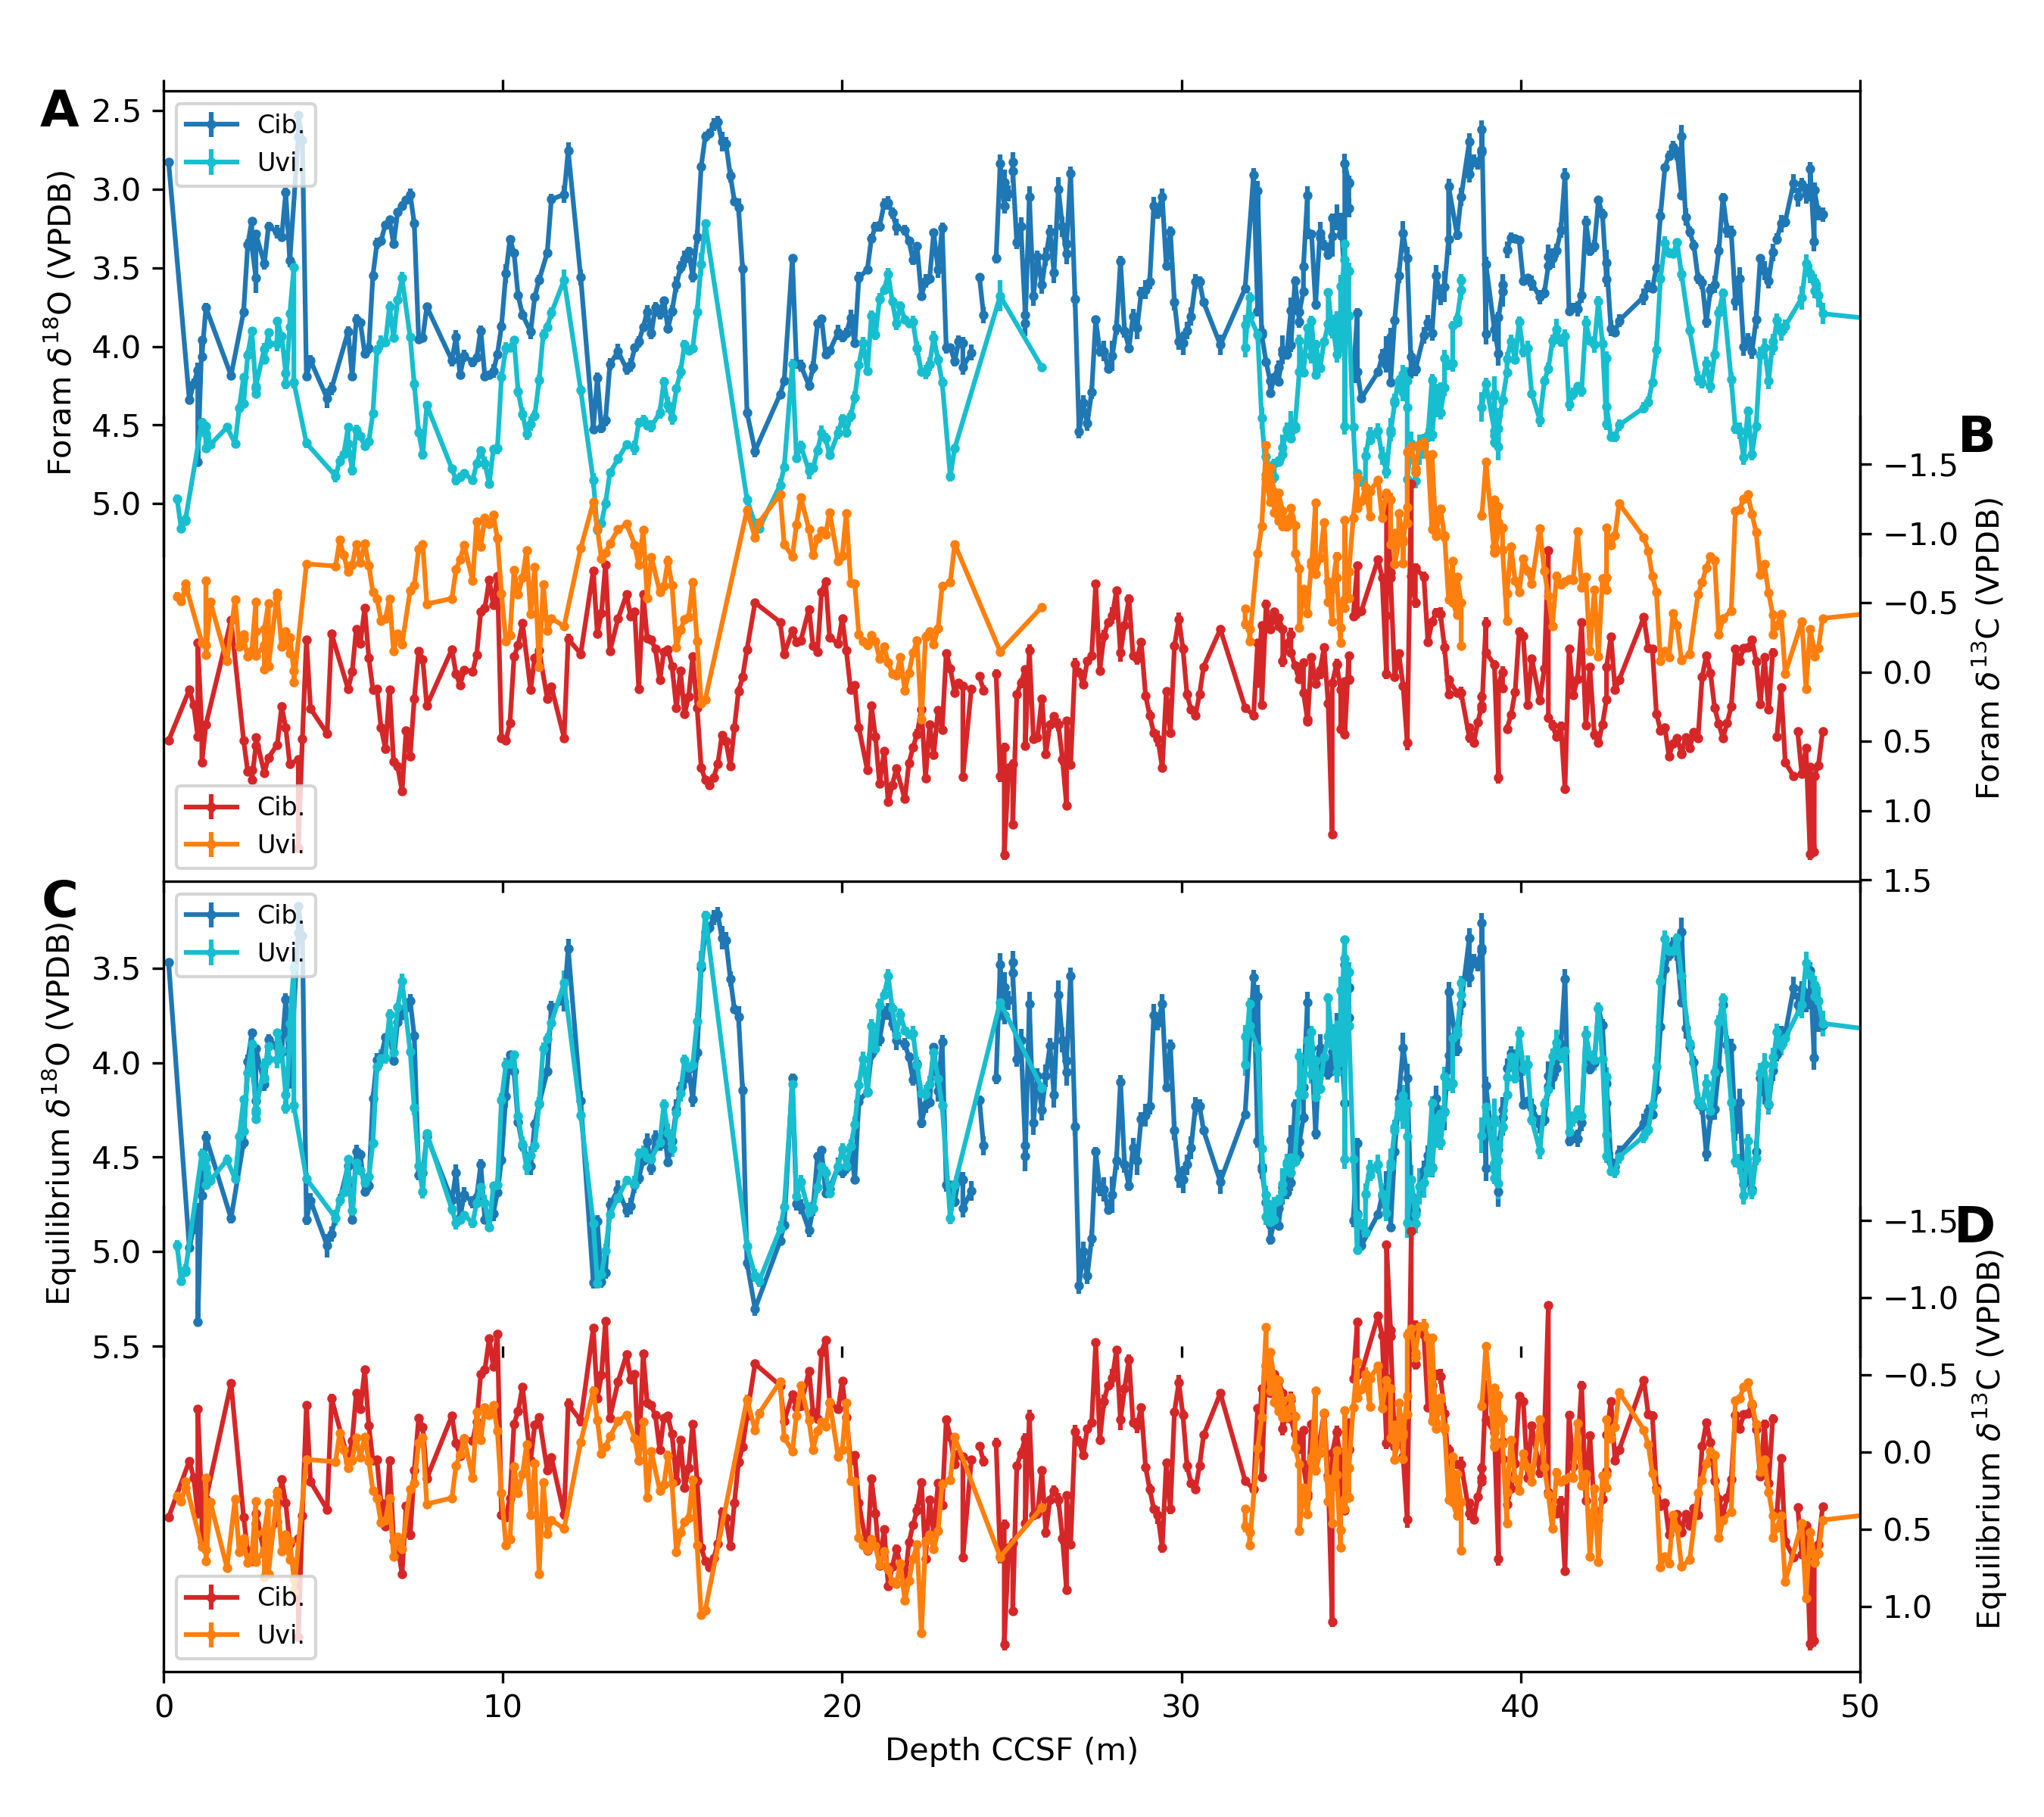 A
2.5
3.0
3.5
4.0
4.5
5.0
Foram δ18O (VPDB)
Cib.
Uvi.
B
−1.5
−1.0
−0.5
0.0
0.5
1.0
1.5
Foram δ13C (VPDB)
Cib.
Uvi.
C
3.5
4.0
4.5
5.0
5.5
Equilibrium δ18O (VPDB)
Cib.
Uvi.
D
−1.5
−1.0
−0.5
0.0
0.5
1.0
Equilibrium δ13C (VPDB)
Cib.
Uvi.
0 10 20 30 40 50
Depth CCSF (m)